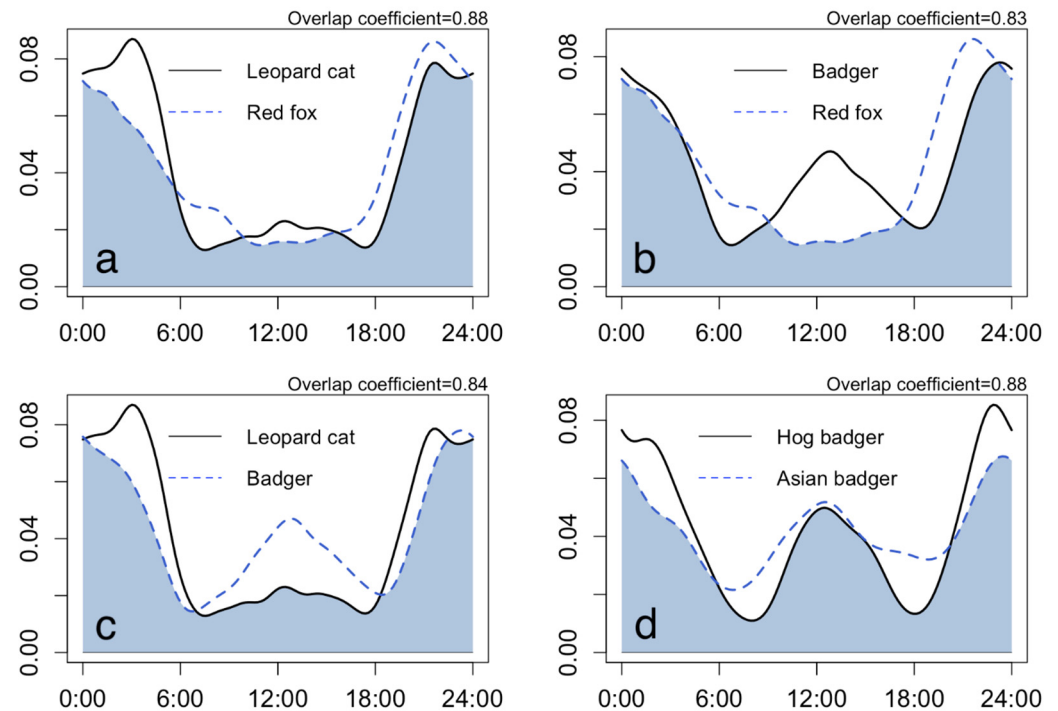 Overlap coefficient=0.88
0.08
0.04
0.00
Leopard cat
Red fox
a
0:00 6:00 12:00 18:00 24:00
Overlap coefficient=0.83
0.08
0.04
0.00
Badger
Red fox
b
0:00 6:00 12:00 18:00 24:00
Overlap coefficient=0.84
0.08
0.04
0.00
Leopard cat
Badger
c
0:00 6:00 12:00 18:00 24:00
Overlap coefficient=0.88
0.08
0.04
0.00
Hog badger
Asian badger
d
0:00 6:00 12:00 18:00 24:00